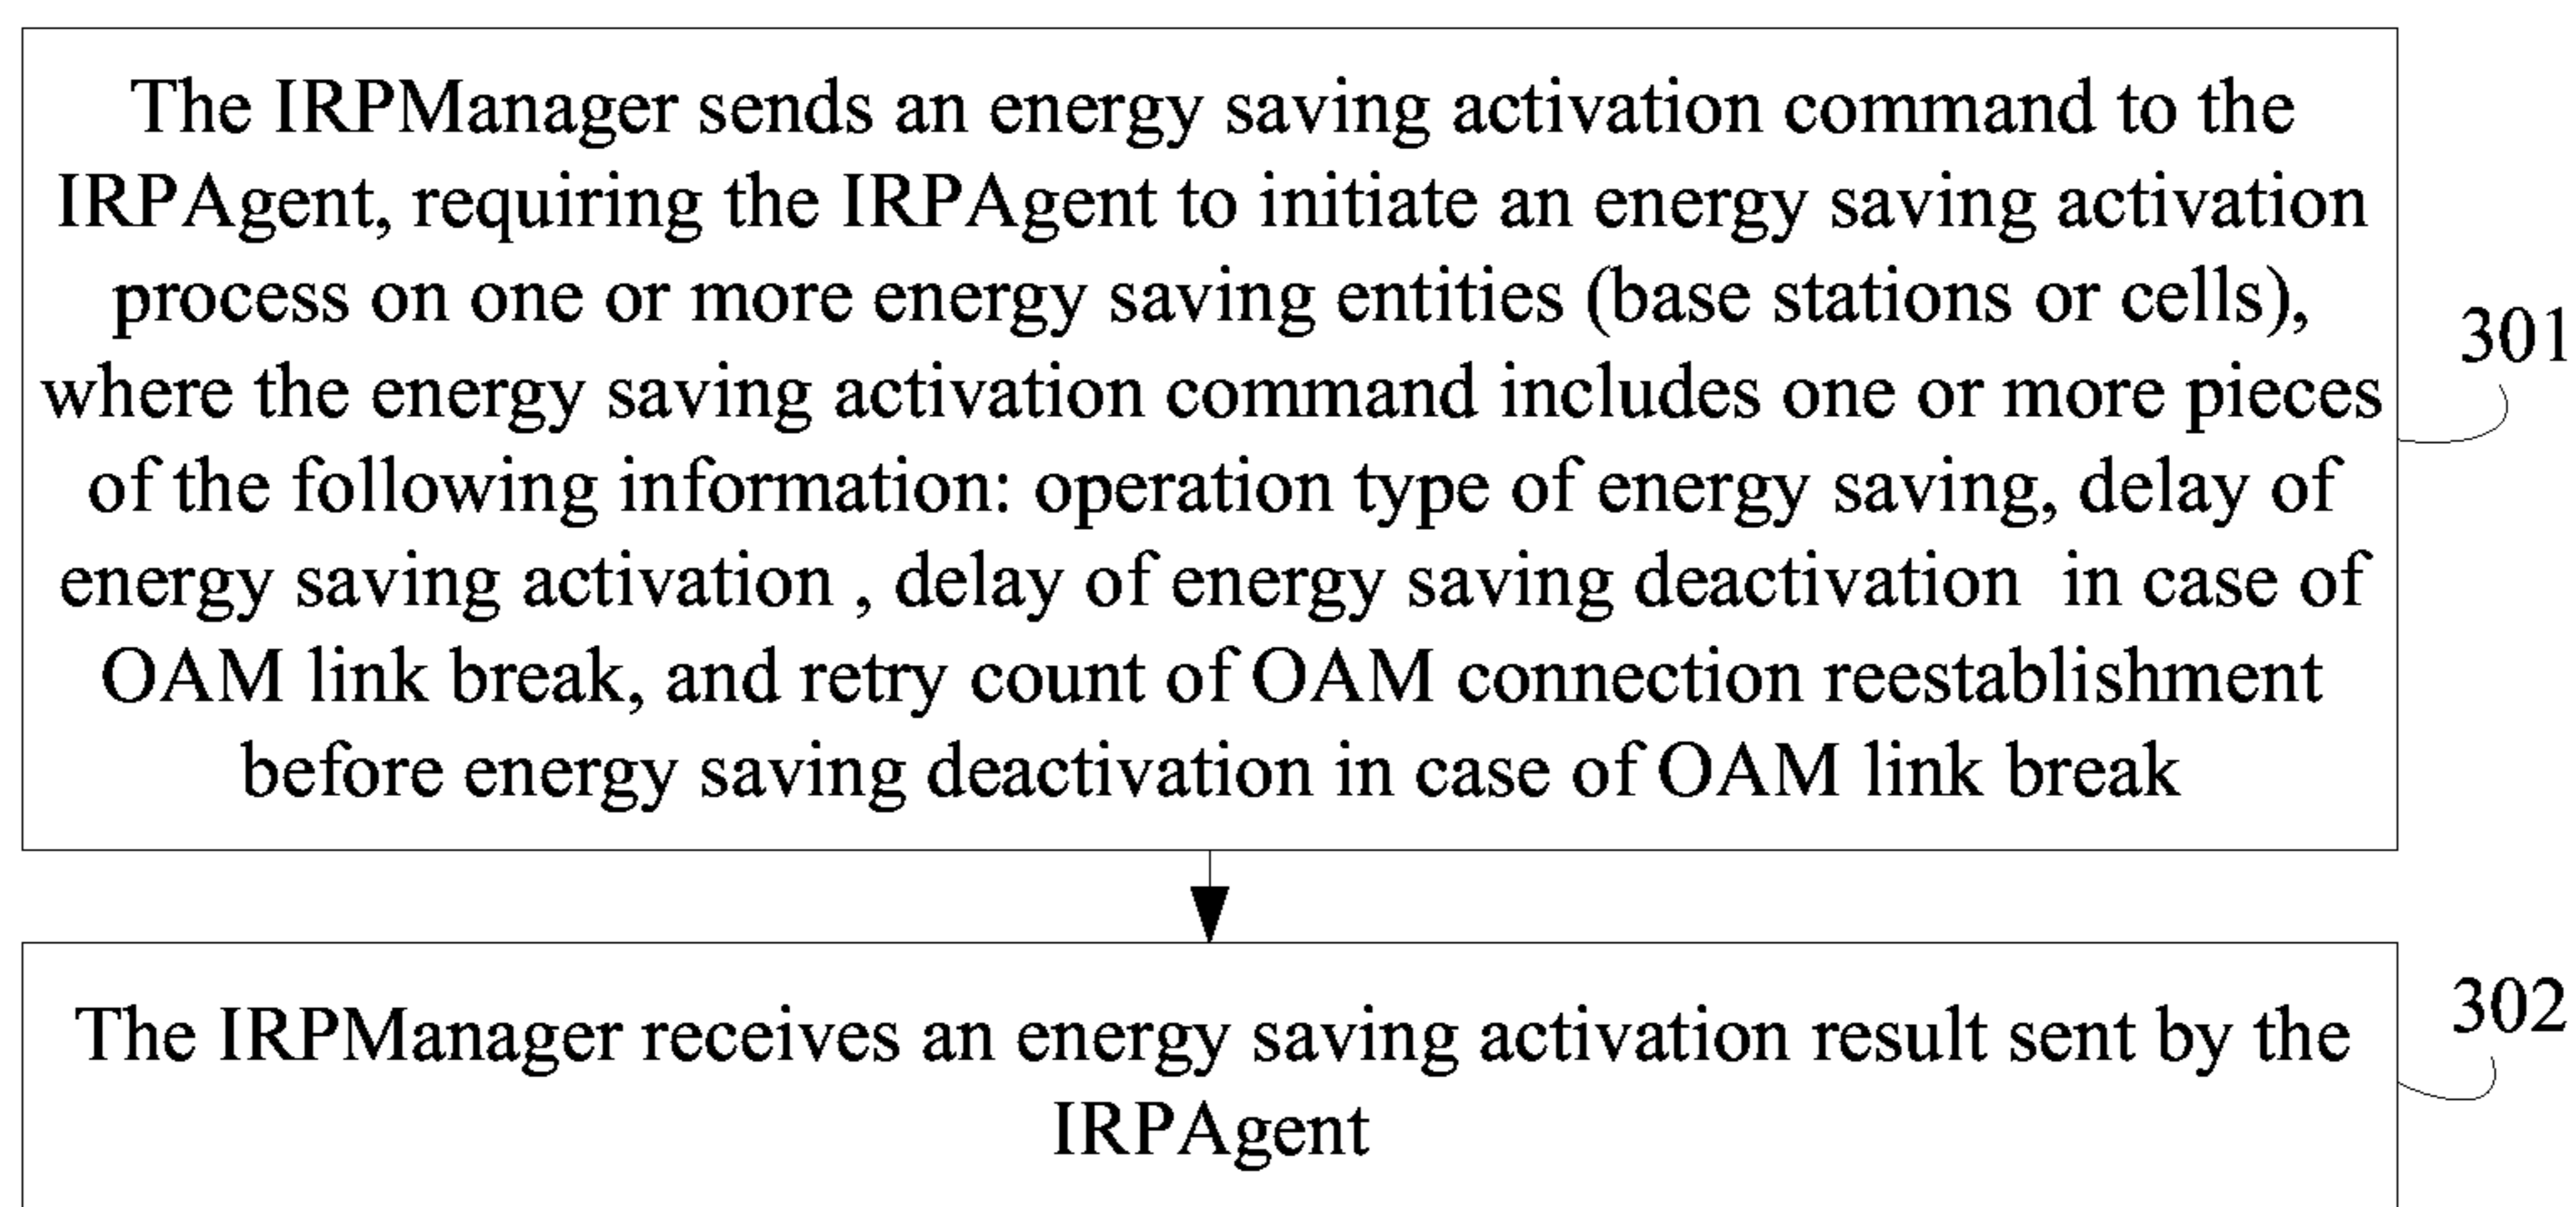 The IRPManager sends an energy saving activation command to the
IRPAgent, requiring the IRPAgent to initiate an energy saving activation
process on one or more energy saving entities (base stations or cells),
where the energy saving activation command includes one or more pieces
of the following information: operation type of energy saving, delay of
energy saving activation , delay of energy saving deactivation  in case of
OAM link break, and retry count of OAM connection reestablishment
before energy saving deactivation in case of OAM link break
301
The IRPManager receives an energy saving activation result sent by the
IRPAgent
302